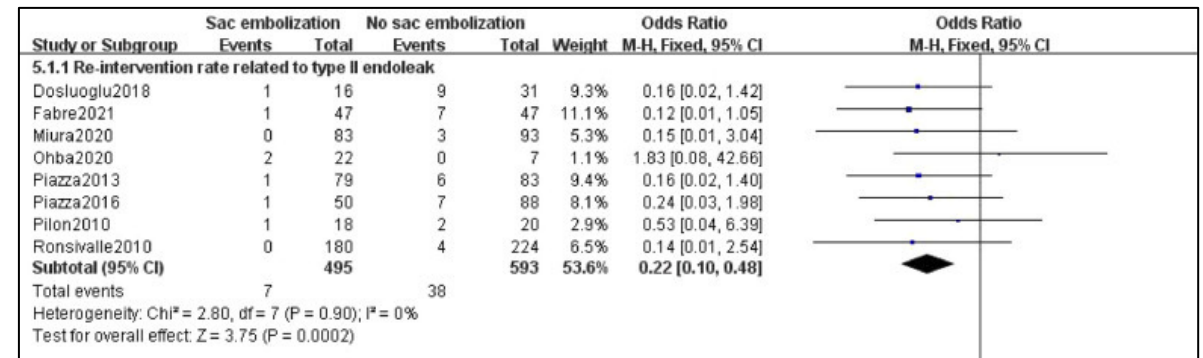 Sac embolization No sac embolization Odds Ratio Odds Ratio
Study or Subgroup Events Total Events Total Weight M-H, Fixed, 95% CI M-H, Fixed, 95% CI
5.1.1 Re-intervention rate related to type II endoleak
Dosluoglu2018 1 16 9 31 9.3% 0.16 [0.02, 1.42]
Fabre2021 1 47 7 47 11.1% 0.12 [0.01, 1.05]
Miura2020 0 83 3 93 5.3% 0.15 [0.01, 3.04]
Ohba2020 2 22 0 7 1.1% 1.83 [0.08, 42.66]
Piazza2013 1 79 6 83 9.4% 0.16 [0.02, 1.40]
Piazza2016 1 50 7 88 8.1% 0.24 [0.03, 1.98]
Pilon2010 1 18 2 20 2.9% 0.53 [0.04, 6.39]
Ronsivalle2010 0 180 4 224 6.5% 0.14 [0.01, 2.54]
Subtotal (95% CI) 495 593 53.6% 0.22 [0.10, 0.48]
Total events 7 38
Heterogeneity: Chi² = 2.80, df = 7 (P = 0.90); I² = 0%
Test for overall effect: Z = 3.75 (P = 0.0002)